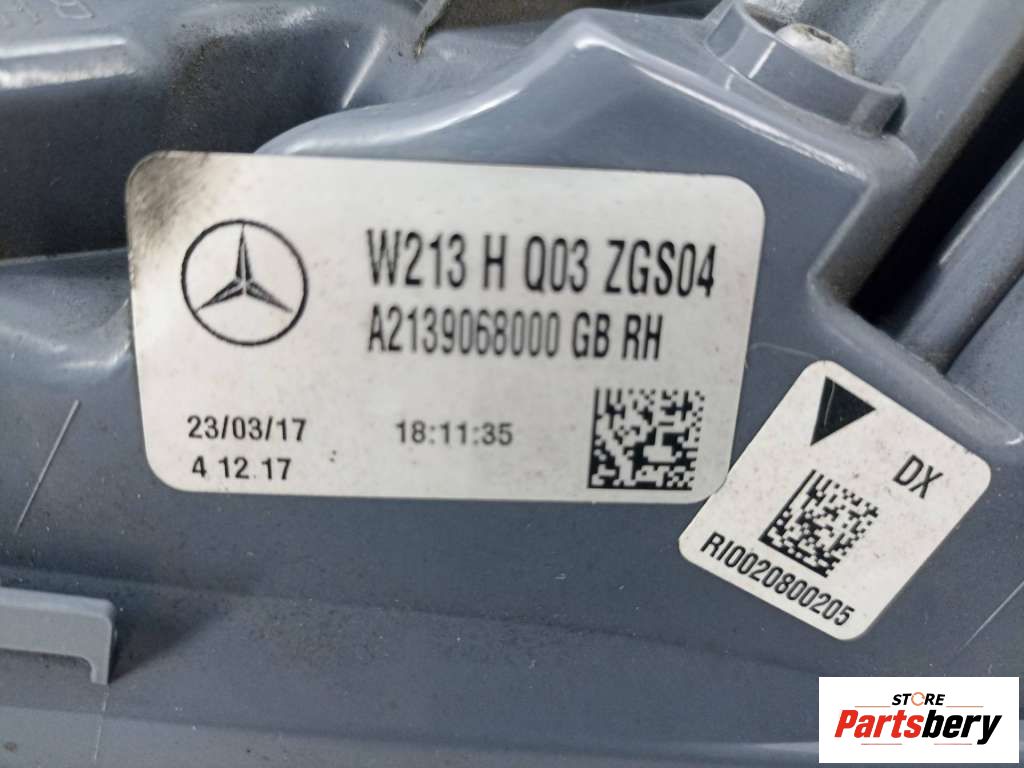 W213 H Q03 ZGS04
A2139068000 GB RH
23/03/17 18:11:35
4 12.17
DX
RI0020800205
STORE
Partsbery